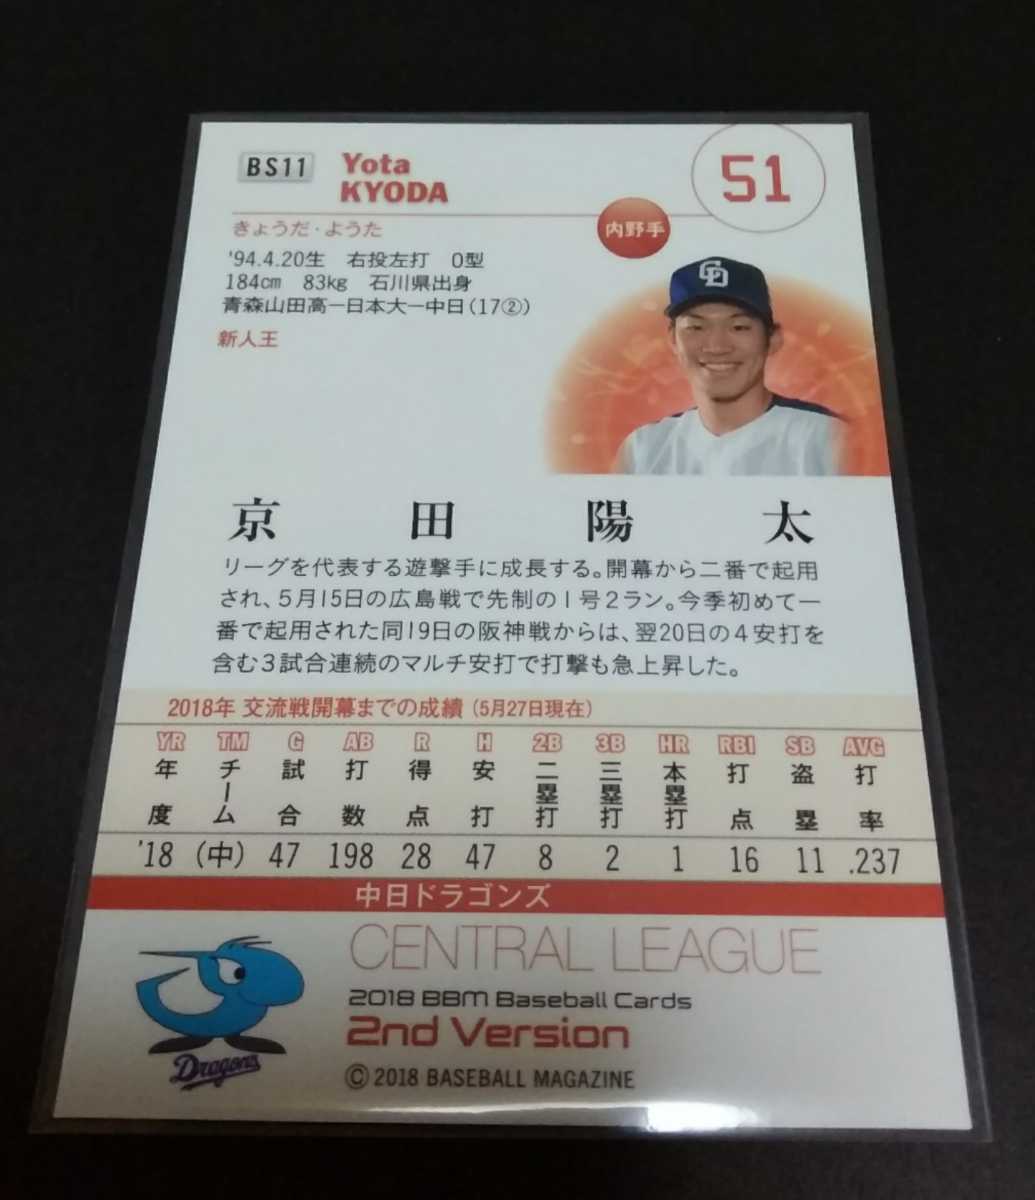 BS11
Yota
KYODA
51
きょうだ・ようた
内野手
'94.4.20生 右投左打 O型
184cm 83kg 石川県出身
青森山田高ー日本大ー中日(17②)
新人王
CD
京田陽太
リーグを代表する遊撃手に成長する。開幕から二番で起用
され、5月15日の広島戦で先制の1号2ラン。今季初めて一
番で起用された同19日の阪神戦からは、翌20日の4安打を
含む3試合連続のマルチ安打で打撃も急上昇した。
2018年 交流戦開幕までの成績 (5月27日現在)
YR TM G AB R H 2B 3B HR RBI SB AVG
年度 チーム 試合 打数 得点 安打 二塁打 三塁打 本塁打 打点 盗塁 打率
'18 (中) 47 198 28 47 8 2 1 16 11 .237
中日ドラゴンズ
CENTRAL LEAGUE
2018 BBM Baseball Cards
2nd Version
Dragons
© 2018 BASEBALL MAGAZINE